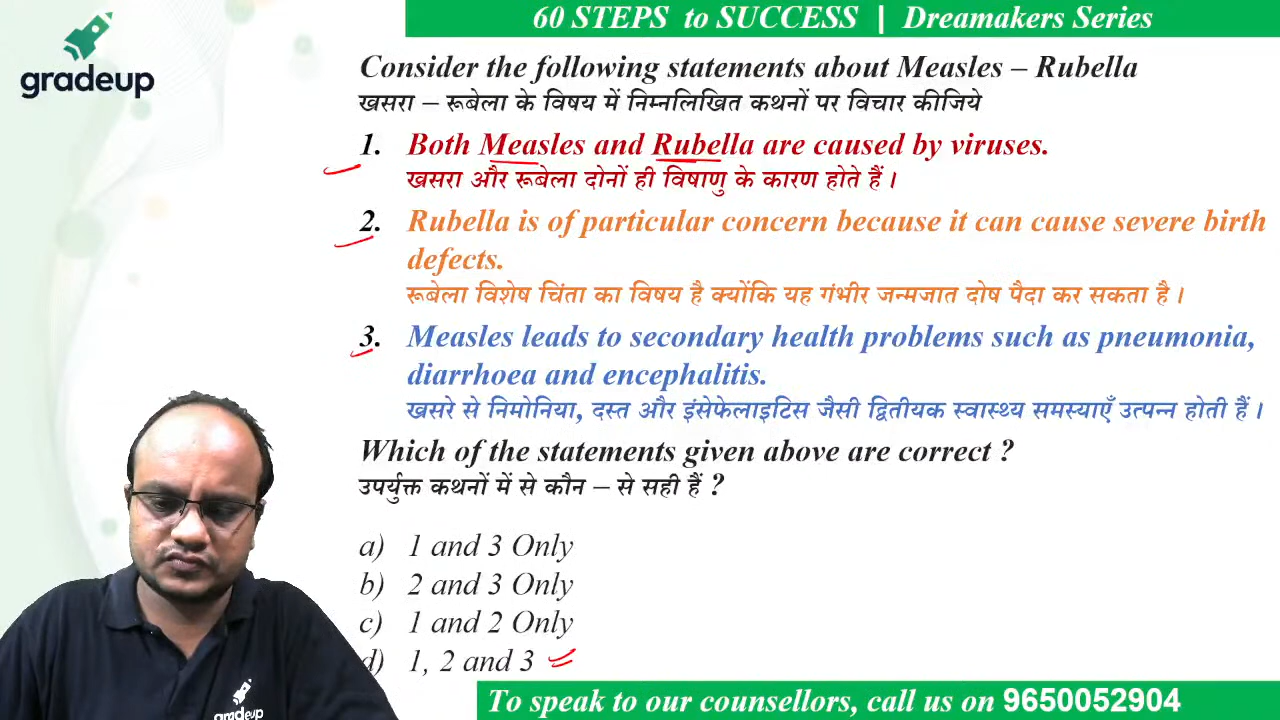 60 STEPS to SUCCESS | Dreamakers Series
gradeup
Consider the following statements about Measles – Rubella
खसरा – रूबेला के विषय में निम्नलिखित कथनों पर विचार कीजिये
1. Both Measles and Rubella are caused by viruses.
खसरा और रूबेला दोनों ही विषाणु के कारण होते हैं।
2. Rubella is of particular concern because it can cause severe birth
defects.
रूबेला विशेष चिंता का विषय है क्योंकि यह गंभीर जन्मजात दोष पैदा कर सकता है।
3. Measles leads to secondary health problems such as pneumonia,
diarrhoea and encephalitis.
खसरे से निमोनिया, दस्त और इंसेफेलाइटिस जैसी द्वितीयक स्वास्थ्य समस्याएँ उत्पन्न होती हैं।
Which of the statements given above are correct ?
उपर्युक्त कथनों में से कौन – से सही हैं ?
a) 1 and 3 Only
b) 2 and 3 Only
c) 1 and 2 Only
d) 1, 2 and 3
gradeup
To speak to our counsellors, call us on 9650052904